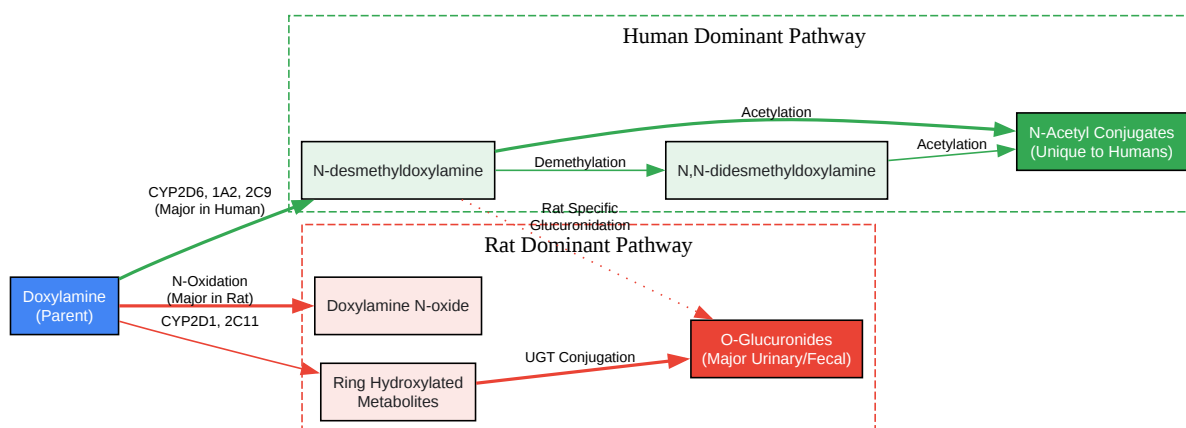 Human Dominant Pathway
Acetylation
N-Acetyl Conjugates
(Unique to Humans)
Acetylation
N-desmethyldoxylamine
Demethylation
N,N-didesmethyldoxylamine
CYP2D6, 1A2, 2C9
(Major in Human)
Rat Specific
Glucuronidation
Rat Dominant Pathway
Doxylamine
(Parent)
N-Oxidation
(Major in Rat)
CYP2D1, 2C11
Doxylamine N-oxide
O-Glucuronides
(Major Urinary/Fecal)
UGT Conjugation
Ring Hydroxylated
Metabolites